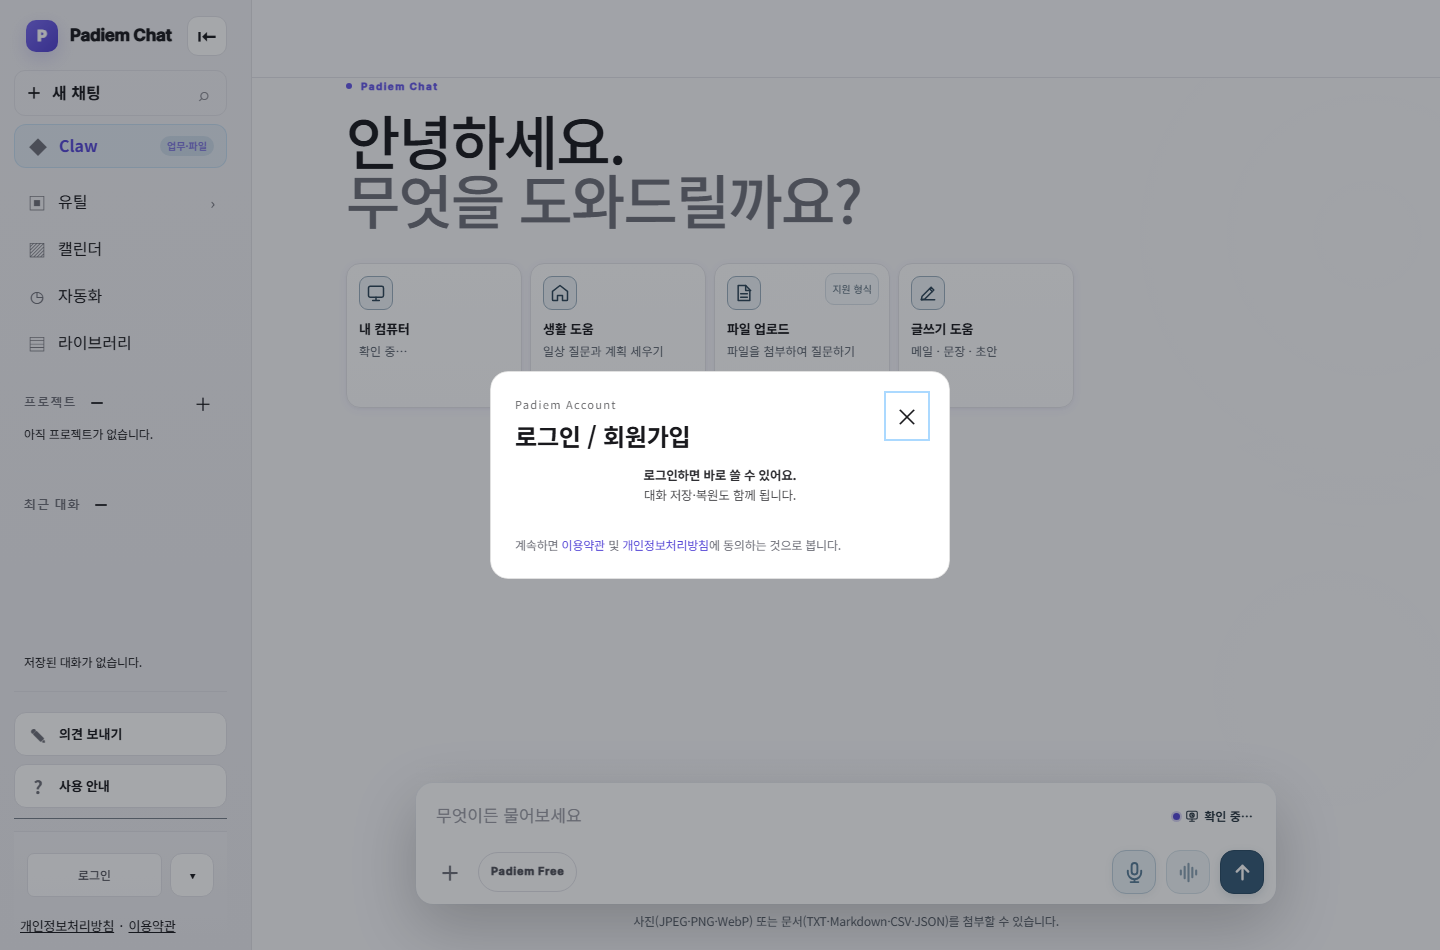 P Padiem Chat
+ 새 채팅
Claw 업무·파일
유틸 ›
캘린더
자동화
라이브러리
프로젝트 — +
아직 프로젝트가 없습니다.
최근 대화 —
저장된 대화가 없습니다.
의견 보내기
? 사용 안내
로그인 ▾
개인정보처리방침 · 이용약관
Padiem Chat
안녕하세요.
무엇을 도와드릴까요?
내 컴퓨터
확인 중…
생활 도움
일상 질문과 계획 세우기
지원 형식
파일 업로드
파일을 첨부하여 질문하기
글쓰기 도움
메일 · 문장 · 초안
Padiem Account
로그인 / 회원가입
로그인하면 바로 쓸 수 있어요.
대화 저장·복원도 함께 됩니다.
계속하면 이용약관 및 개인정보처리방침에 동의하는 것으로 봅니다.
무엇이든 물어보세요
확인 중…
+ Padiem Free
사진(JPEG·PNG·WebP) 또는 문서(TXT·Markdown·CSV·JSON)를 첨부할 수 있습니다.